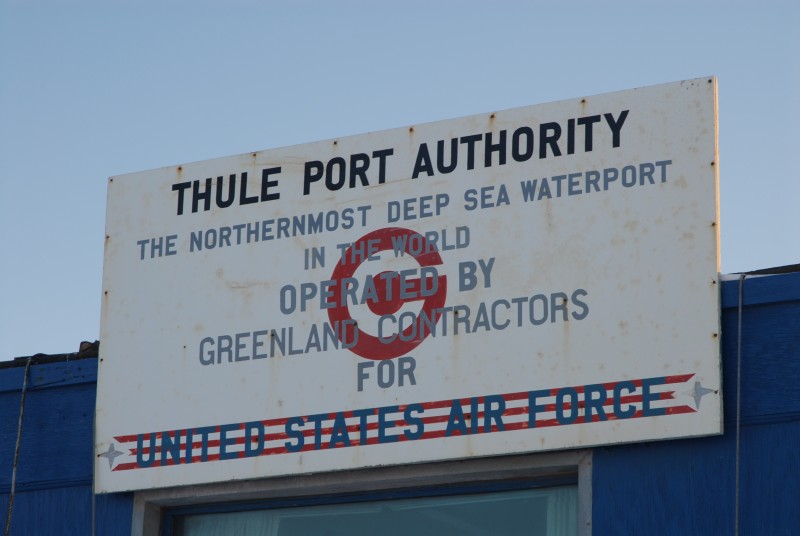 THULE PORT AUTHORITY
THE NORTHERNMOST DEEP SEA WATERPORT
IN THE WORLD
OPERATED BY
GREENLAND CONTRACTORS
FOR
UNITED STATES AIR FORCE